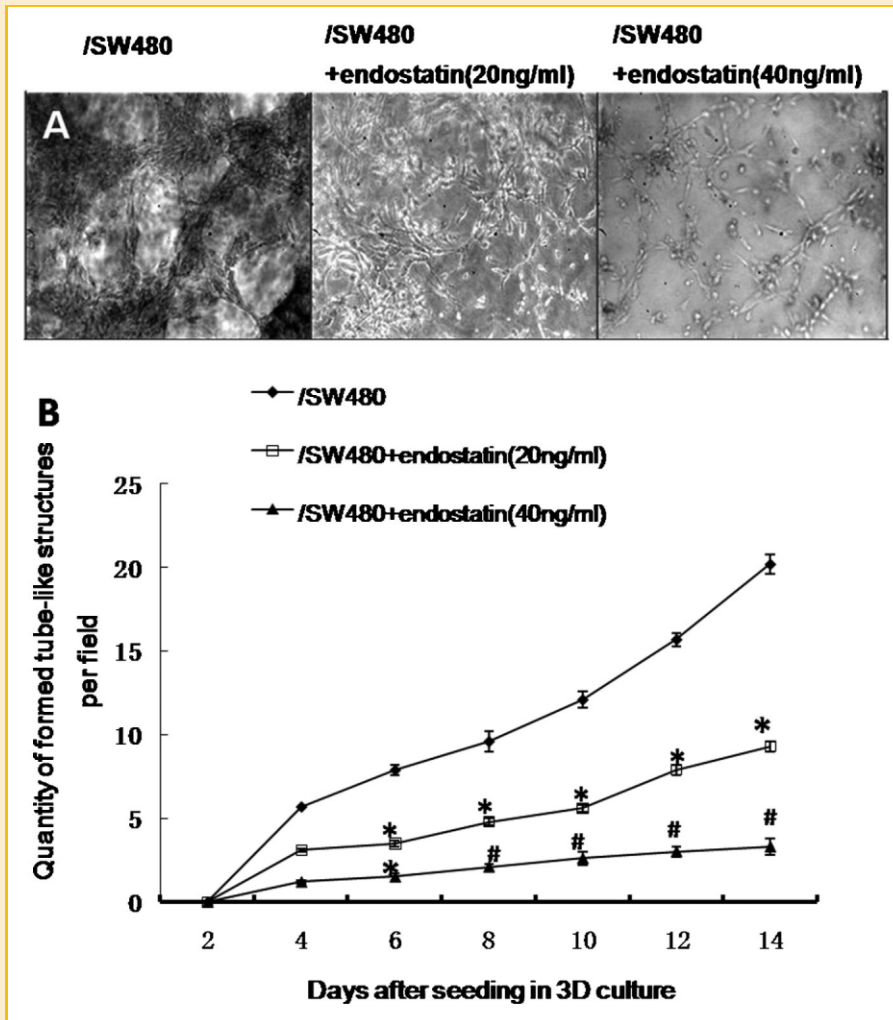 /SW480
/SW480
+endostatin(20ng/ml)
/SW480
+endostatin(40ng/ml)
A
B
/SW480
/SW480+endostatin(20ng/ml)
/SW480+endostatin(40ng/ml)
Quantity of formed tube-like structures
per field
25
20
15
10
5
0
*
*
*
*
*
*
#
#
#
#
2 4 6 8 10 12 14
Days after seeding in 3D culture